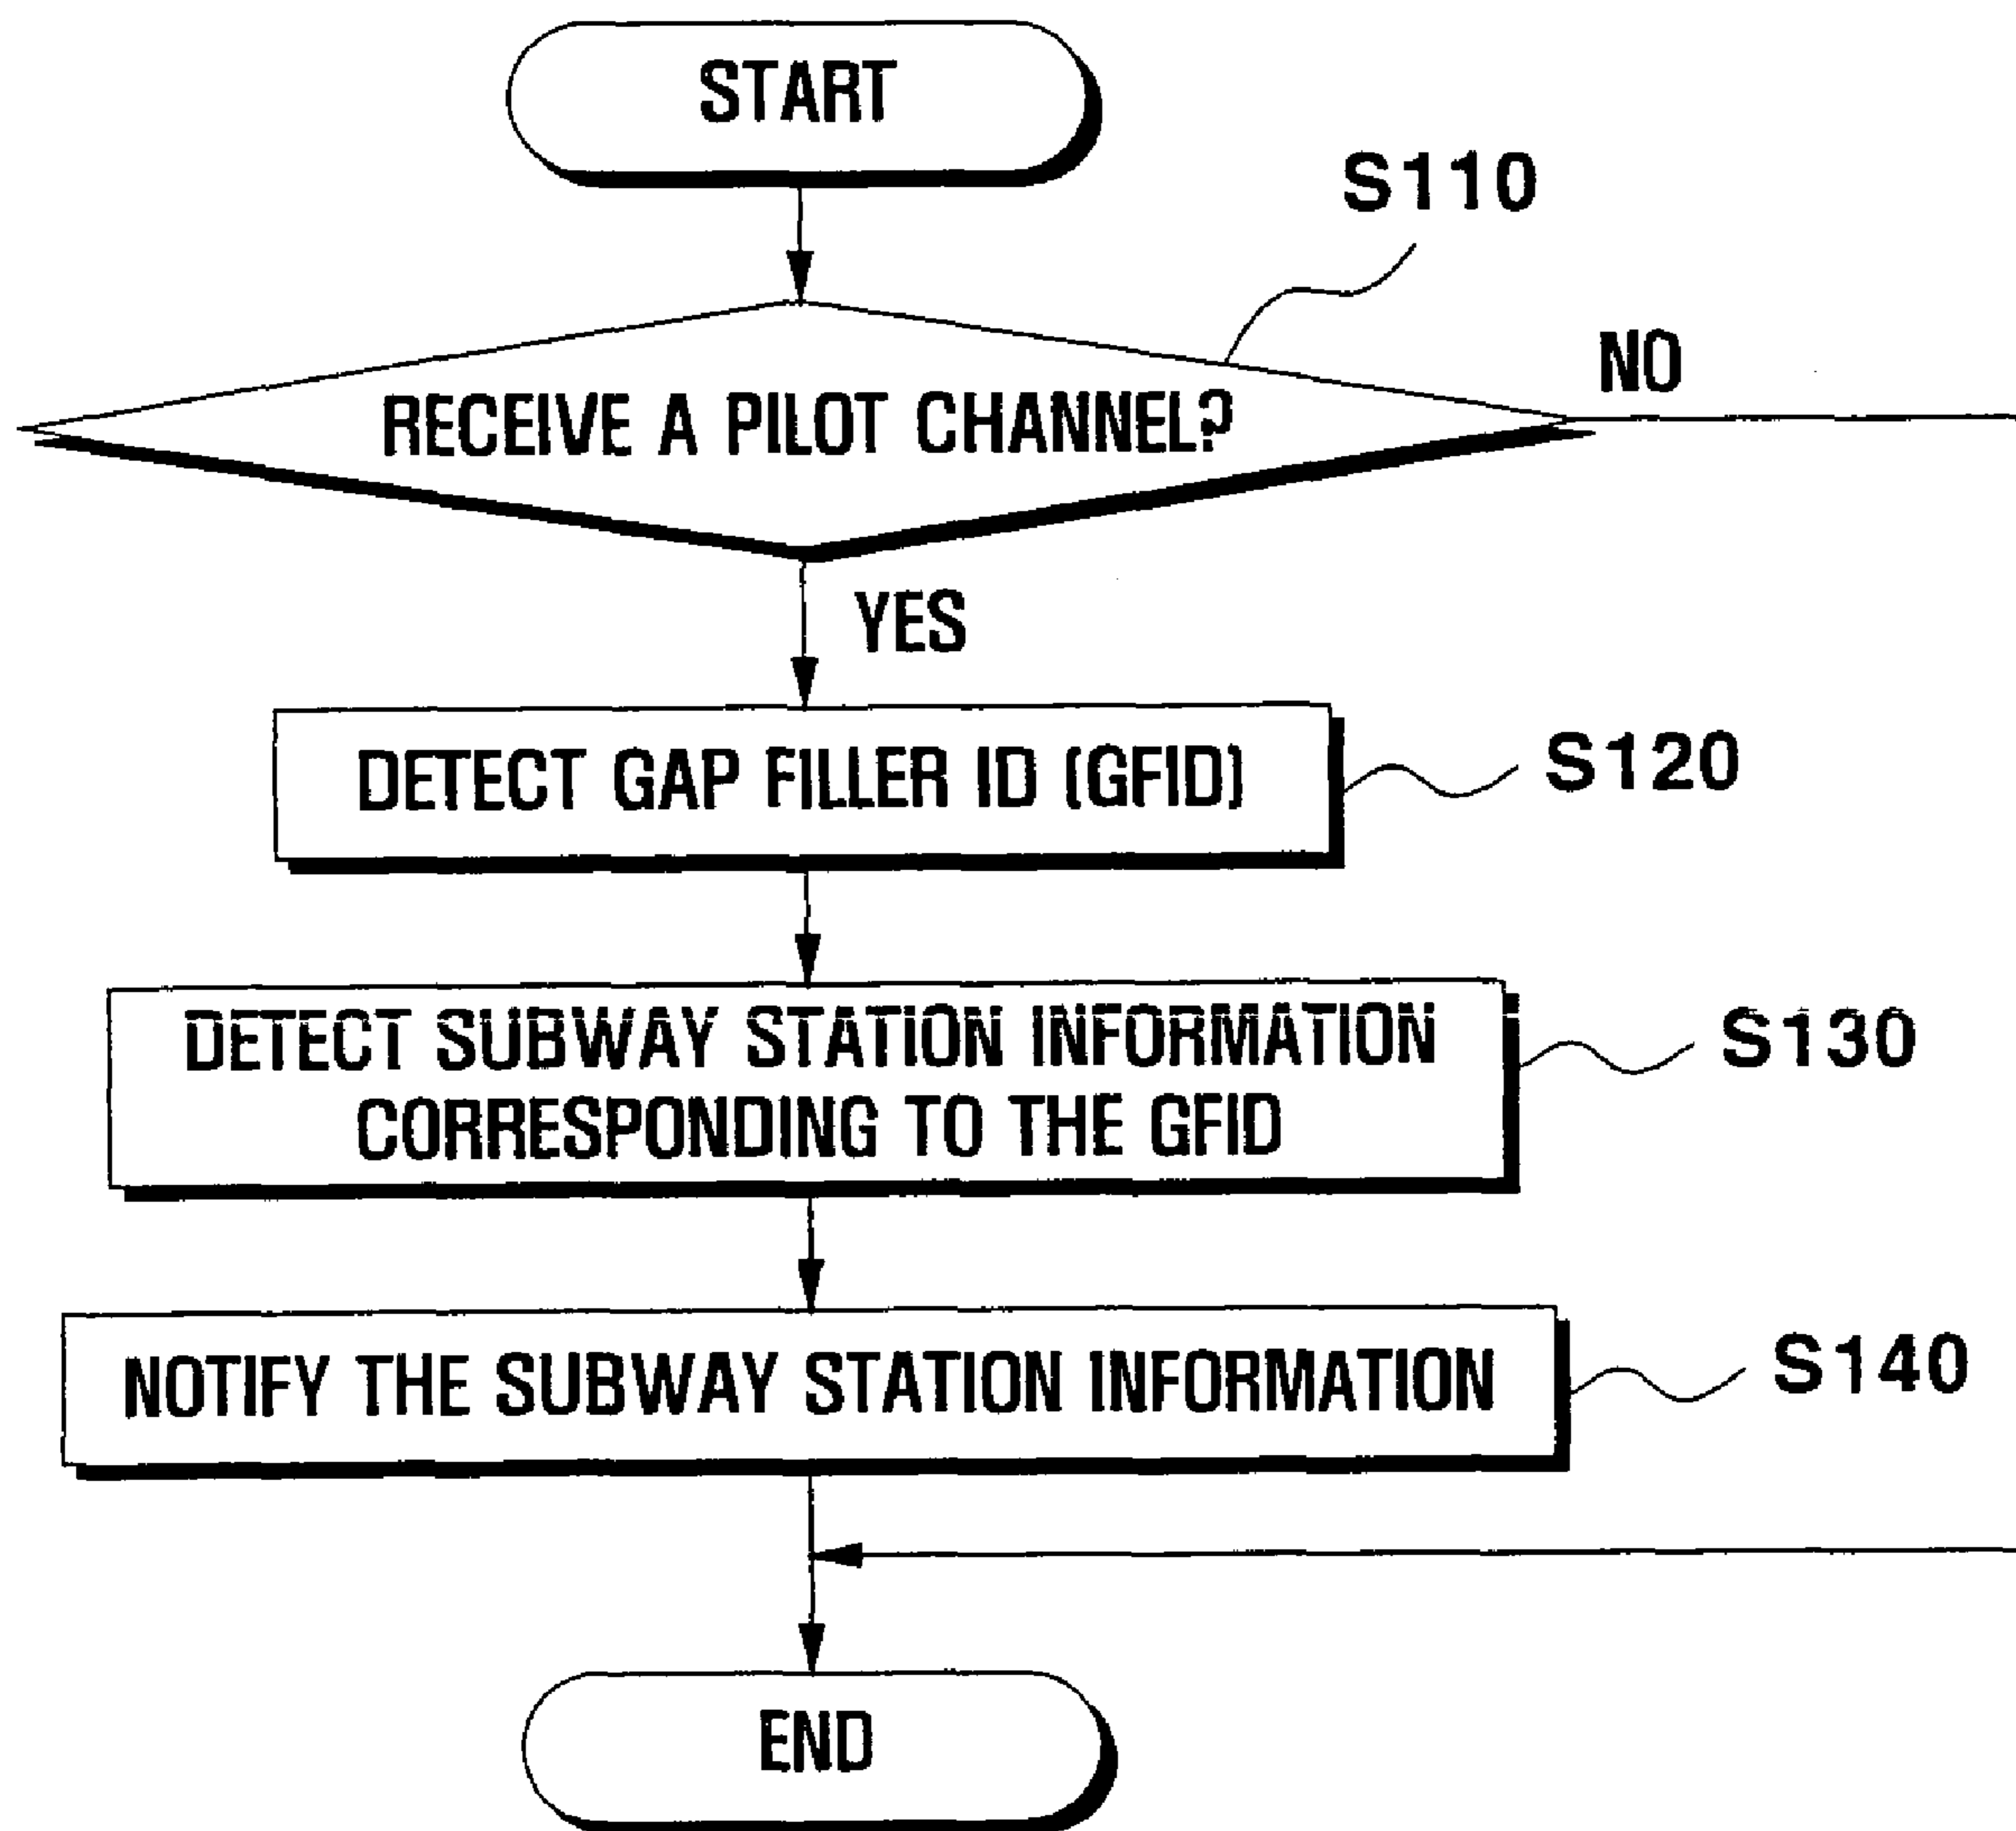 START
S110
RECEIVE A PILOT CHANNEL?
NO
YES
DETECT GAP FILLER ID (GFID)
S120
DETECT SUBWAY STATION INFORMATION
CORRESPONDING TO THE GFID
S130
NOTIFY THE SUBWAY STATION INFORMATION
S140
END